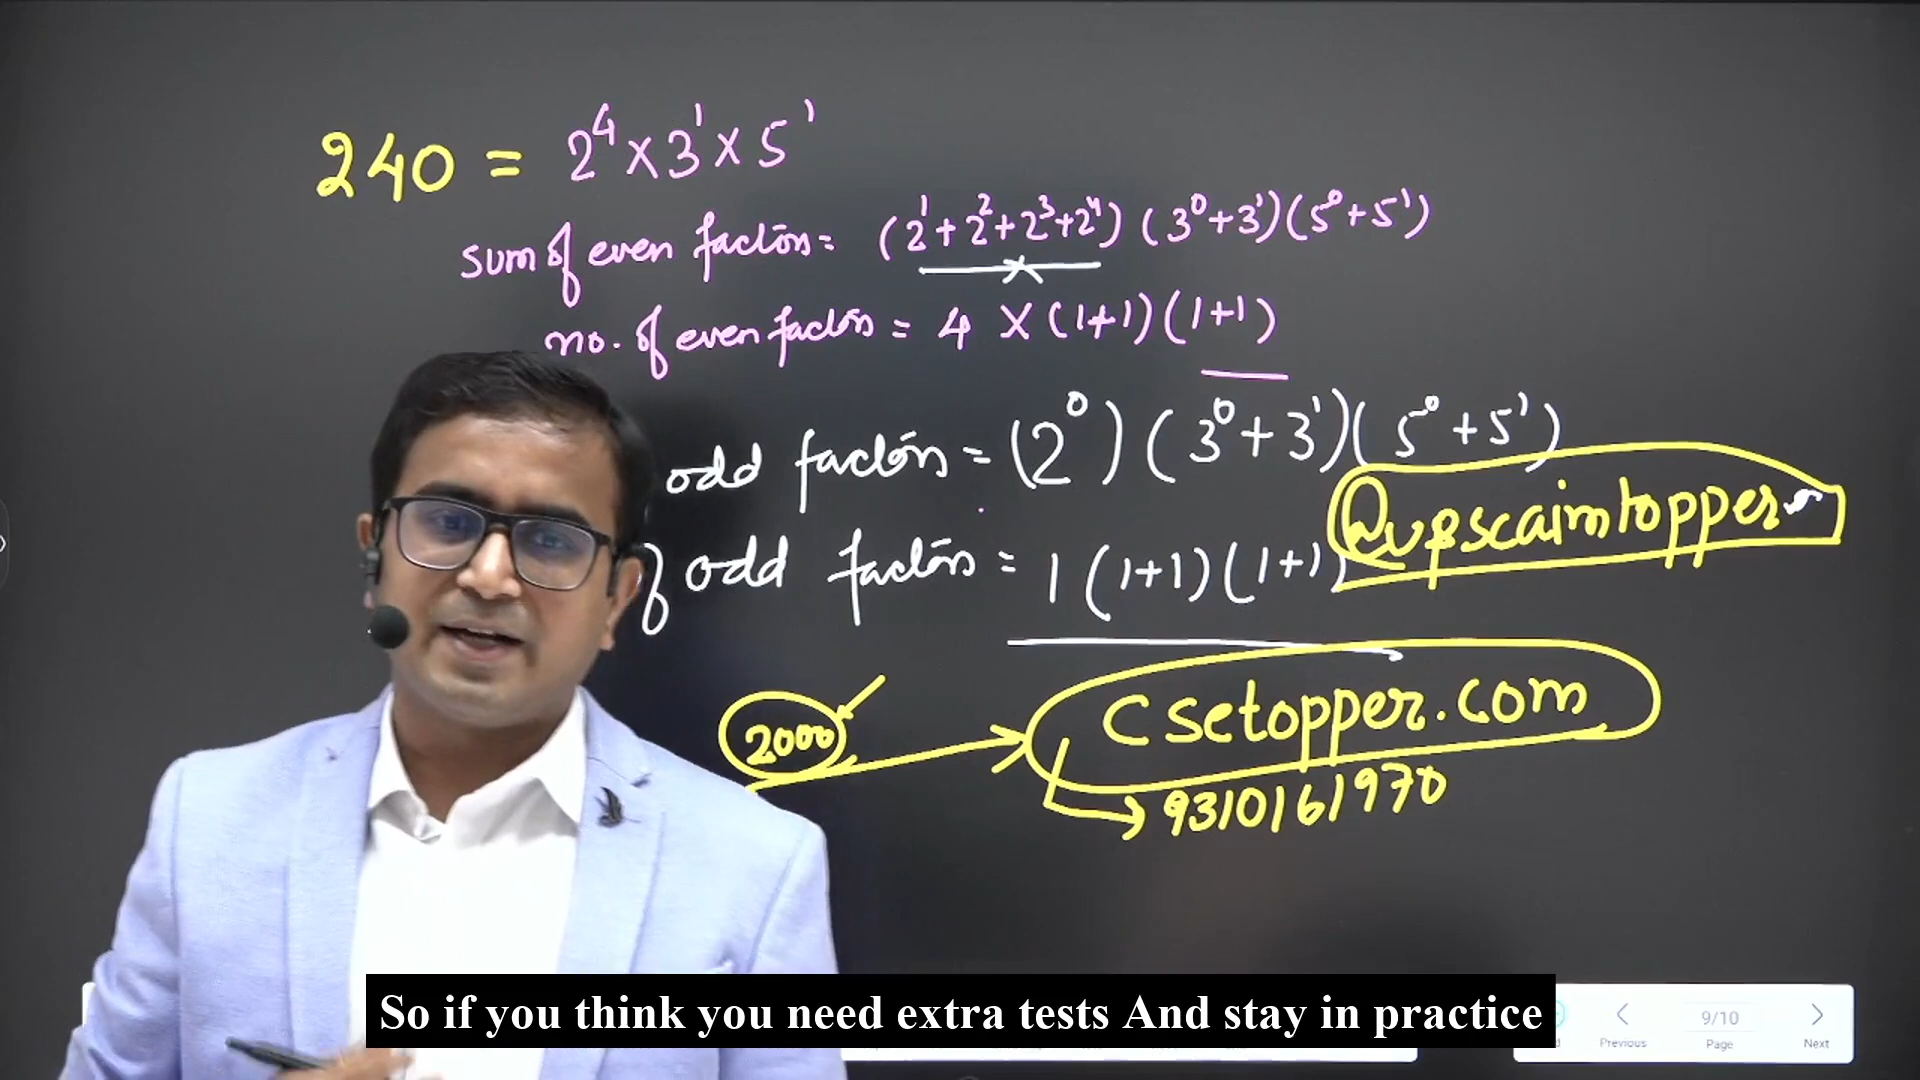 240 = 2⁴ × 3¹ × 5¹
sum of even factors = (2¹+2²+2³+2⁴) (3⁰+3¹)(5⁰+5¹)
no. of even factors = 4 × (1+1)(1+1)
odd factors = (2⁰) (3⁰+3¹)(5⁰+5¹)
@upscaimtopper
of odd factors = 1(1+1)(1+1)
2000
csetopper.com
9310161970
So if you think you need extra tests And stay in practice
9/10
Previous Page Next